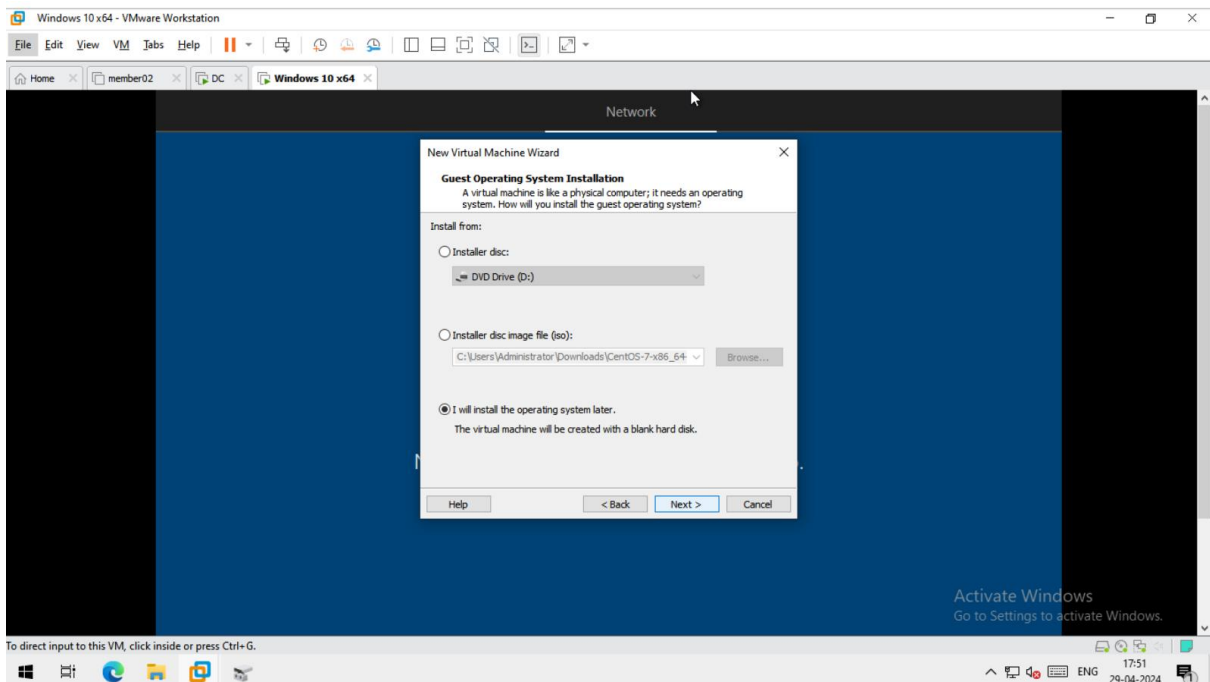 Windows 10 x64 - VMware Workstation
File Edit View VM Tabs Help
Home member02 DC Windows 10 x64
Network
New Virtual Machine Wizard
Guest Operating System Installation
A virtual machine is like a physical computer; it needs an operating
system. How will you install the guest operating system?
Install from:
Installer disc:
DVD Drive (D:)
Installer disc image file (iso):
C:\Users\Administrator\Downloads\CentOS-7-x86_64- Browse...
I will install the operating system later.
The virtual machine will be created with a blank hard disk.
N
.
Help < Back Next > Cancel
Activate Windows
Go to Settings to activate Windows.
To direct input to this VM, click inside or press Ctrl+G.
ENG 17:51
29-04-2024
1